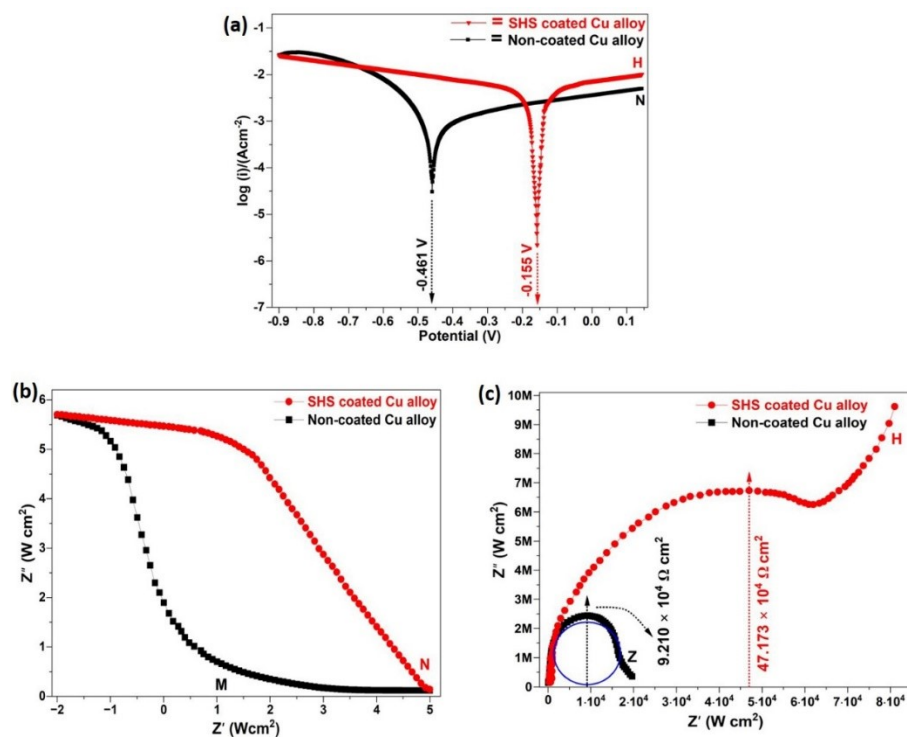 (a)
= SHS coated Cu alloy
= Non-coated Cu alloy
H
N
log (i)/(Acm⁻²)
-1
-2
-3
-4
-5
-6
-7
-0.461 V
-0.155 V
-0.9 -0.8 -0.7 -0.6 -0.5 -0.4 -0.3 -0.2 -0.1 0.0 0.1
Potential (V)
(b)
SHS coated Cu alloy
Non-coated Cu alloy
Z″ (W cm²)
6
5
4
3
2
1
0
M
N
-2 -1 0 1 2 3 4 5
Z′ (Wcm²)
(c)
SHS coated Cu alloy
Non-coated Cu alloy
H
Z″ (W cm²)
10M
9M
8M
7M
6M
5M
4M
3M
2M
1M
0
Z
9.210 × 10⁴ Ω cm²
47.173 × 10⁴ Ω cm²
0 1·10⁴ 2·10⁴ 3·10⁴ 4·10⁴ 5·10⁴ 6·10⁴ 7·10⁴ 8·10⁴
Z′ (W cm²)